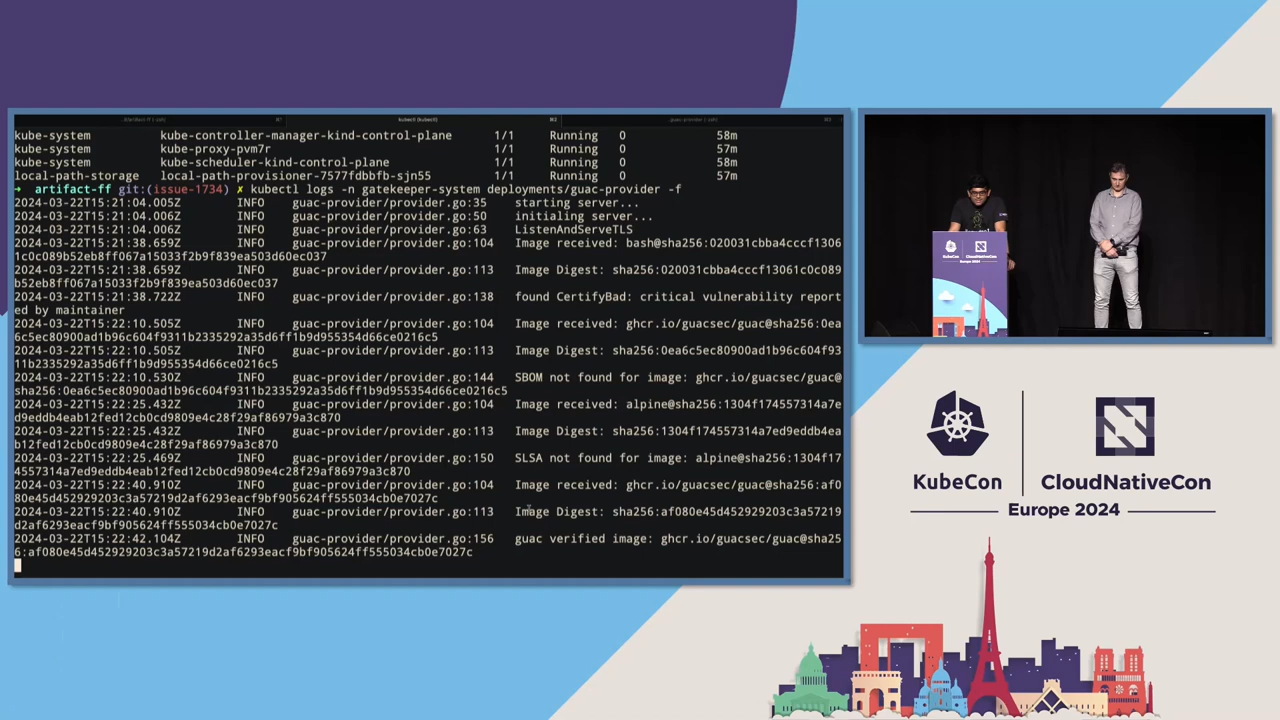 kubectl (kubectl)
kube-system kube-controller-manager-kind-control-plane 1/1 Running 0 58m
kube-system kube-proxy-pvm7r 1/1 Running 0 57m
kube-system kube-scheduler-kind-control-plane 1/1 Running 0 58m
local-path-storage local-path-provisioner-7577fdbbfb-sjn55 1/1 Running 0 57m
➜ artifact-ff git:(issue-1734) ✗ kubectl logs -n gatekeeper-system deployments/guac-provider -f
2024-03-22T15:21:04.005Z INFO guac-provider/provider.go:35 starting server...
2024-03-22T15:21:04.006Z INFO guac-provider/provider.go:50 initialing server...
2024-03-22T15:21:04.006Z INFO guac-provider/provider.go:63 ListenAndServeTLS
2024-03-22T15:21:38.659Z INFO guac-provider/provider.go:104 Image received: bash@sha256:020031cbba4cccf1306
1c0c089b52eb8ff067a15033f2b9f839ea503d60ec037
2024-03-22T15:21:38.659Z INFO guac-provider/provider.go:113 Image Digest: sha256:020031cbba4cccf13061c0c089
b52eb8ff067a15033f2b9f839ea503d60ec037
2024-03-22T15:21:38.722Z INFO guac-provider/provider.go:138 found CertifyBad: critical vulnerability report
ed by maintainer
2024-03-22T15:22:10.505Z INFO guac-provider/provider.go:104 Image received: ghcr.io/guacsec/guac@sha256:0ea
6c5ec80900ad1b96c604f9311b2335292a35d6ff1b9d955354d66ce0216c5
2024-03-22T15:22:10.505Z INFO guac-provider/provider.go:113 Image Digest: sha256:0ea6c5ec80900ad1b96c604f93
11b2335292a35d6ff1b9d955354d66ce0216c5
2024-03-22T15:22:10.530Z INFO guac-provider/provider.go:144 SBOM not found for image: ghcr.io/guacsec/guac@
sha256:0ea6c5ec80900ad1b96c604f9311b2335292a35d6ff1b9d955354d66ce0216c5
2024-03-22T15:22:25.432Z INFO guac-provider/provider.go:104 Image received: alpine@sha256:1304f174557314a7e
d9eddb4eab12fed12cb0cd9809e4c28f29af86979a3c870
2024-03-22T15:22:25.432Z INFO guac-provider/provider.go:113 Image Digest: sha256:1304f174557314a7ed9eddb4ea
b12fed12cb0cd9809e4c28f29af86979a3c870
2024-03-22T15:22:25.469Z INFO guac-provider/provider.go:150 SLSA not found for image: alpine@sha256:1304f17
4557314a7ed9eddb4eab12fed12cb0cd9809e4c28f29af86979a3c870
2024-03-22T15:22:40.910Z INFO guac-provider/provider.go:104 Image received: ghcr.io/guacsec/guac@sha256:af0
80e45d452929203c3a57219d2af6293eacf9bf905624ff555034cb0e7027c
2024-03-22T15:22:40.910Z INFO guac-provider/provider.go:113 Image Digest: sha256:af080e45d452929203c3a57219
d2af6293eacf9bf905624ff555034cb0e7027c
2024-03-22T15:22:42.104Z INFO guac-provider/provider.go:156 guac verified image: ghcr.io/guacsec/guac@sha25
6:af080e45d452929203c3a57219d2af6293eacf9bf905624ff555034cb0e7027c
KubeCon
CloudNativeCon
Europe 2024
KubeCon CloudNativeCon
Europe 2024